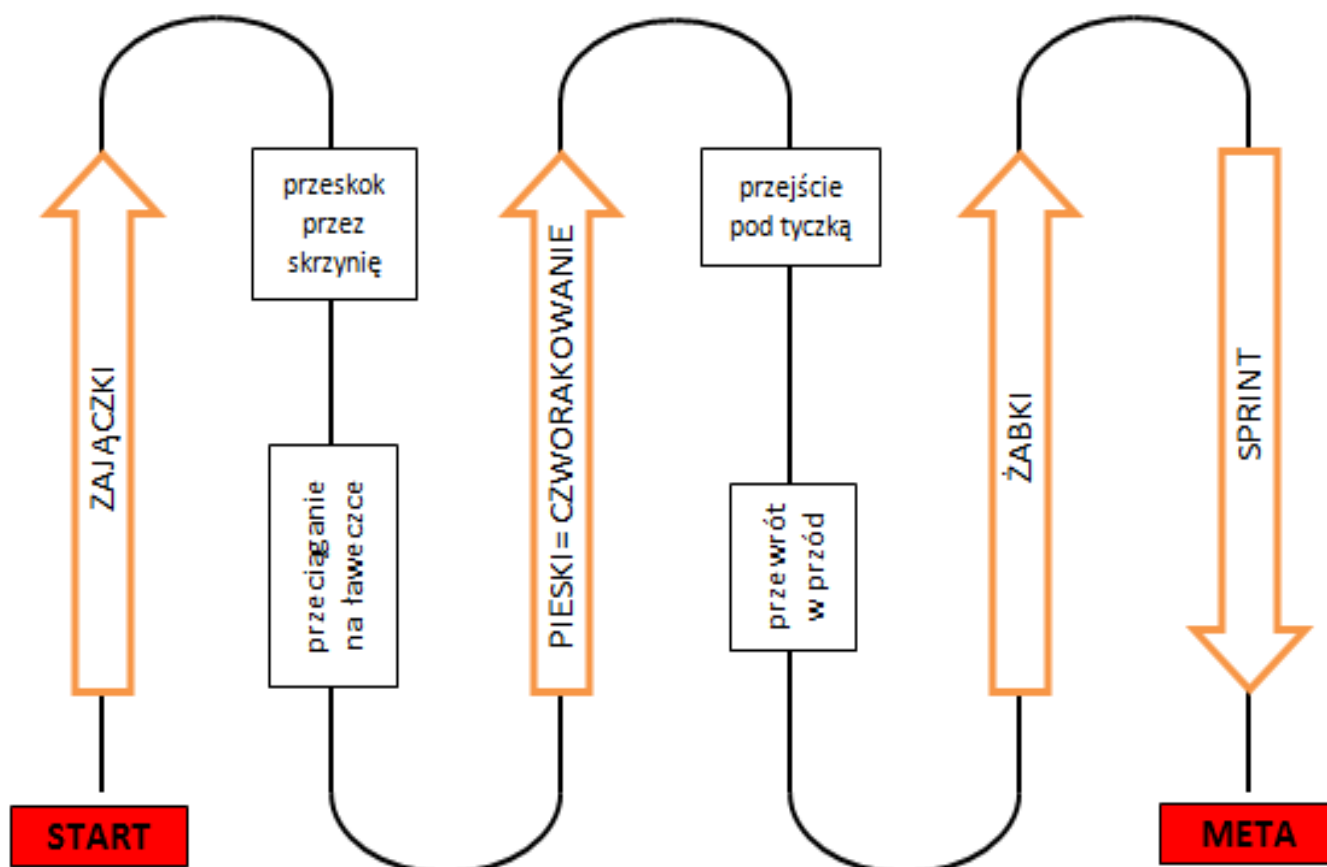 START
ZAJĄCZKI
przeskok
przez
skrzynię
przeciąganie
na ławeczce
PIESKI = CZWORAKOWANIE
przejście
pod tyczką
przewrót
w przód
ŻABKI
SPRINT
META